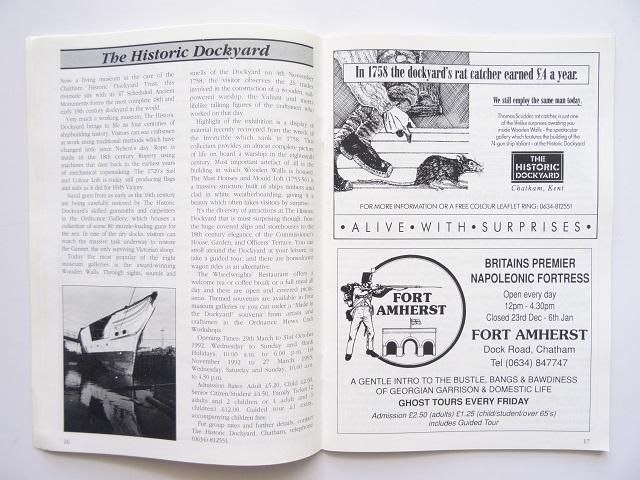 The Historic Dockyard
Now a living museum in the care of the
Chatham Historic Dockyard Trust, this
riverside site with its 47 Scheduled Ancient
Monuments forms the most complete 18th and
early 19th century dockyard in the world.
Very much a working museum, The Historic
Dockyard brings to life its four centuries of
shipbuilding history. Visitors can see craftsmen
at work using traditional methods which have
changed little since Nelson's day. Rope is
made in the 18th century Ropery using
machines that date back to the earliest years
of mechanical ropemaking. The 1720's Sail
and Colour Loft is today still producing flags
and sails as it did for HMS Victory.
Naval guns from as early as the 16th century
are being carefully restored by The Historic
Dockyard's skilled gunsmiths and carpenters
in the Ordnance Gallery, which houses a
collection of some 80 muzzle-loading guns for
the sea. In one of the dry docks, visitors can
watch the massive task underway to restore
the Gannet, the only surviving Victorian sloop.
Today the most popular of the eight
museum galleries is the award-winning
Wooden Walls. Through sights, sounds and
smells of the Dockyard on 4th November
1758, the visitor observes the 26 trades
involved in the construction of a wooden, sail
powered warship, the Valiant and meets
lifelike talking figures of the craftsmen who
worked on that day.
Highlight of the exhibition is a display of
material recently recovered from the wreck of
the Invincible which sank in 1758. This
collection provides an almost complete picture
of life on board a warship in the eighteenth
century. Most important artefact of all is the
building in which Wooden Walls is housed.
The Mast Houses and Mould Loft (1753-56) is
a massive structure built of ships timbers and
clad in white weatherboarding, giving it a
beauty which often takes visitors by surprise.
It's the diversity of attractions at The Historic
Dockyard that is most surprising though, from
the huge covered slips and storehouses to the
18th century elegance of the Commissioner's
House, Garden, and Officers' Terrace. You can
stroll around the Dockyard at your leisure, or
take a guided tour, and there are horsedrawn
wagon rides as an alternative.
The Wheelwrights' Restaurant offers a
welcome tea or coffee break or a full meal if
day and there are open and covered picnic
areas. Themed souvenirs are available in four
museum galleries or you can order a "Made in
the Dockyard" souvenir from artists and
craftsmen in the Ordnance Mews Craft
Workshops.
Opening Times: 29th March to 31st October
1992, Wednesday to Sunday and Bank
Holidays, 10.00 a.m. to 6.00 p.m. 1st
November 1992 to 27 March 1993,
Wednesday, Saturday and Sunday, 10.00 a.m.
to 4.30 p.m.
Admission Rates: Adult £5.20, Child £2.60,
Senior Citizen/Student £4.50, Family Ticket (2
adults and 2 children or 1 adult and 3
children) £12.00. Guided tour £1 extra,
accompanying children free.
For group rates and further details, contact
The Historic Dockyard, Chatham, telephone
(0634) 812551.
16
In 1758 the dockyard's rat catcher earned £4 a year.
We still employ the same man today.
Thomas Scudder, rat catcher, is just one
of the lifelike surprises awaiting you
inside Wooden Walls - the spectacular
gallery which features the building of the
74-gun ship Valiant - at the Historic Dockyard
THE
HISTORIC
DOCKYARD
Chatham, Kent
FOR MORE INFORMATION OR A FREE COLOUR LEAFLET RING: 0634-812551
• ALIVE • WITH • SURPRISES •
FORT
AMHERST
BRITAINS PREMIER
NAPOLEONIC FORTRESS
Open every day
12pm - 4.30pm
Closed 23rd Dec - 6th Jan
FORT AMHERST
Dock Road, Chatham
Tel (0634) 847747
A GENTLE INTRO TO THE BUSTLE, BANGS & BAWDINESS
OF GEORGIAN GARRISON & DOMESTIC LIFE
GHOST TOURS EVERY FRIDAY
Admission £2.50 (adults) £1.25 (child/student/over 65's)
includes Guided Tour
17